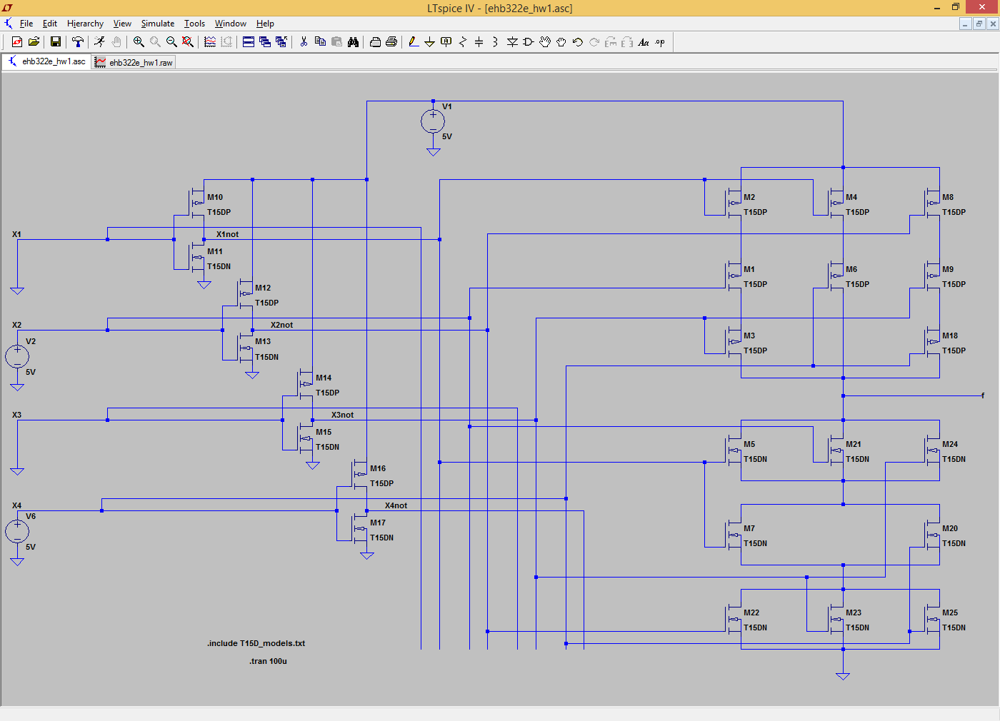 LTspice IV - [ehb322e_hw1.asc]
File Edit Hierarchy View Simulate Tools Window Help
Aa .op
ehb322e_hw1.asc ehb322e_hw1.raw
V1
5V
M10
T15DP
M2
T15DP
M4
T15DP
M8
T15DP
X1
X1not
M11
T15DN
M1
T15DP
M6
T15DP
M9
T15DP
M12
T15DP
X2
X2not
V2
5V
M13
T15DN
M3
T15DP
M18
T15DP
M14
T15DP
f
X3
X3not
M15
T15DN
M5
T15DN
M21
T15DN
M24
T15DN
M16
T15DP
X4
X4not
V6
5V
M17
T15DN
M7
T15DN
M20
T15DN
M22
T15DN
M23
T15DN
M25
T15DN
.include T15D_models.txt
.tran 100u